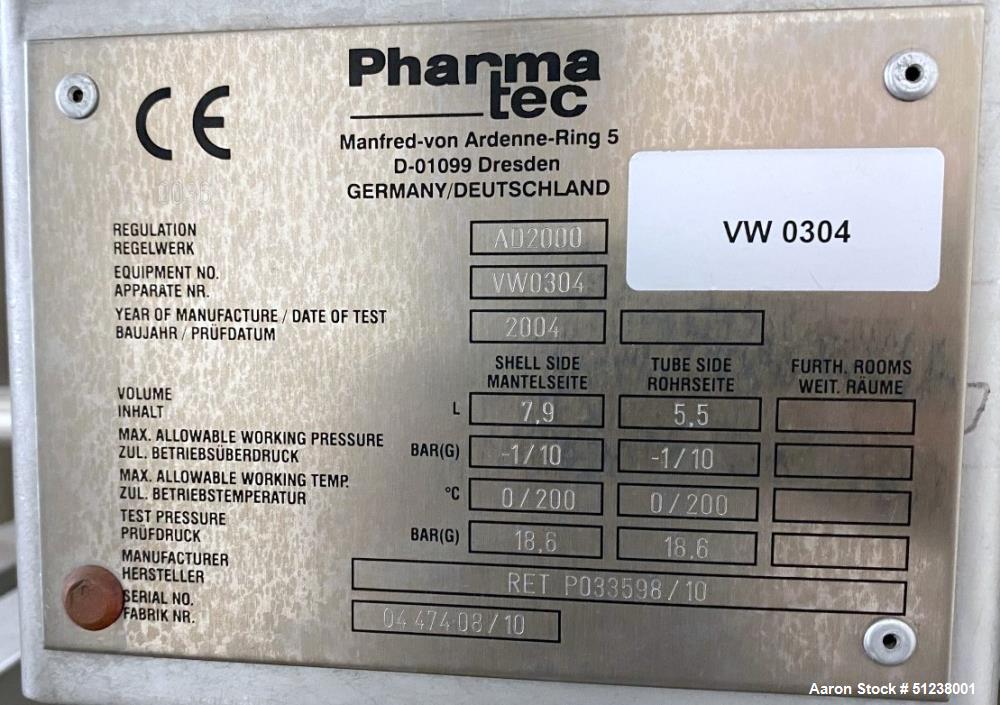 CE
Pharma
tec
Manfred-von Ardenne-Ring 5
D-01099 Dresden
GERMANY/DEUTSCHLAND
VW 0304
REGULATION
REGELWERK
AD2000
EQUIPMENT NO.
APPARATE NR.
VW0304
YEAR OF MANUFACTURE / DATE OF TEST
BAUJAHR / PRÜFDATUM
2004
SHELL SIDE TUBE SIDE FURTH. ROOMS
MANTELSEITE ROHRSEITE WEIT. RÄUME
VOLUME
INHALT
L 7,9 5,5
MAX. ALLOWABLE WORKING PRESSURE
ZUL. BETRIEBSÜBERDRUCK
BAR(G) -1/10 -1/10
MAX. ALLOWABLE WORKING TEMP.
ZUL. BETRIEBSTEMPERATUR
°C 0/200 0/200
TEST PRESSURE
PRÜFDRUCK
BAR(G) 18,6 18,6
MANUFACTURER
HERSTELLER
RET P033598/10
SERIAL NO.
FABRIK NR.
04 474-08/10
Aaron Stock # 51238001